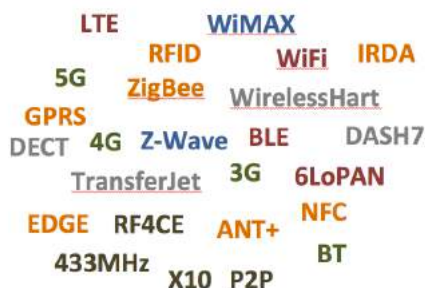 LTE WiMAX
RFID WiFi IRDA
5G ZigBee WirelessHart
GPRS
DECT 4G Z-Wave BLE DASH7
TransferJet 3G 6LoPAN
EDGE RF4CE ANT+ NFC
433MHz BT
X10 P2P